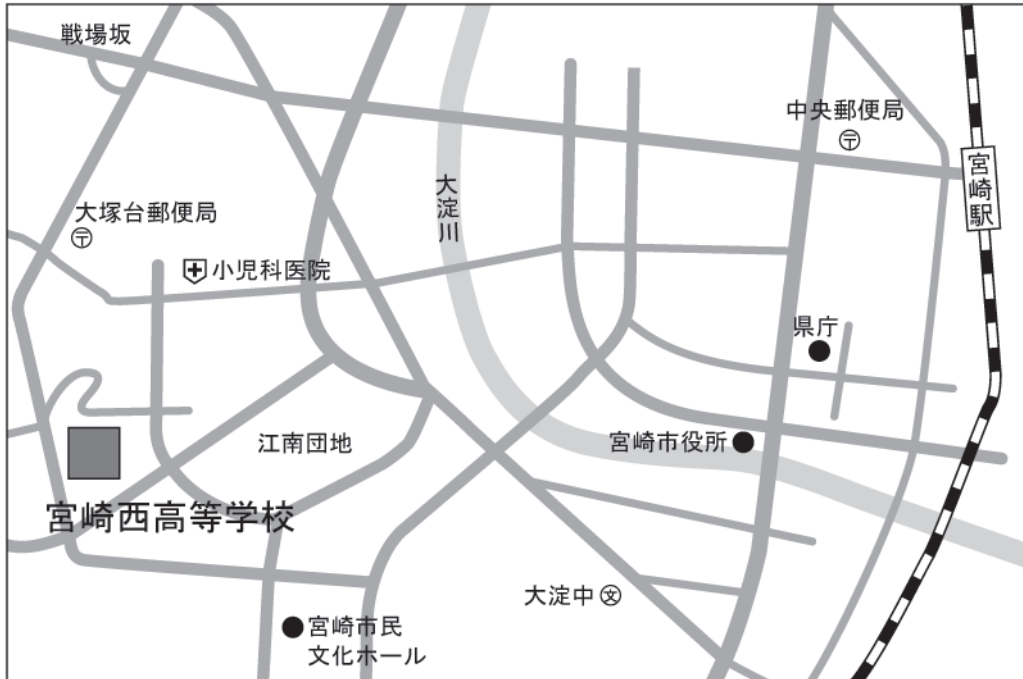 戦場坂
中央郵便局
宮崎駅
大淀川
大塚台郵便局
小児科医院
県庁
江南団地
宮崎市役所
宮崎西高等学校
大淀中
文
宮崎市民
文化ホール